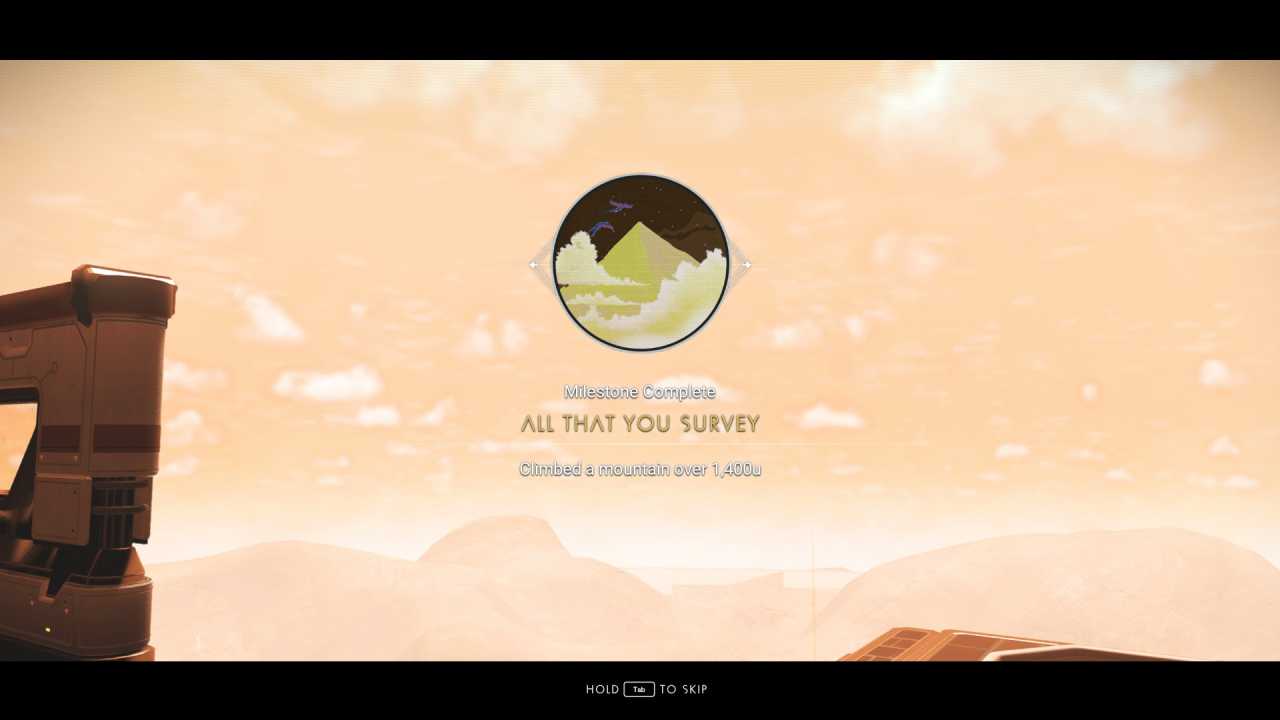 Milestone Complete
ALL THAT YOU SURVEY
Climbed a mountain over 1,400u
HOLD Tab TO SKIP